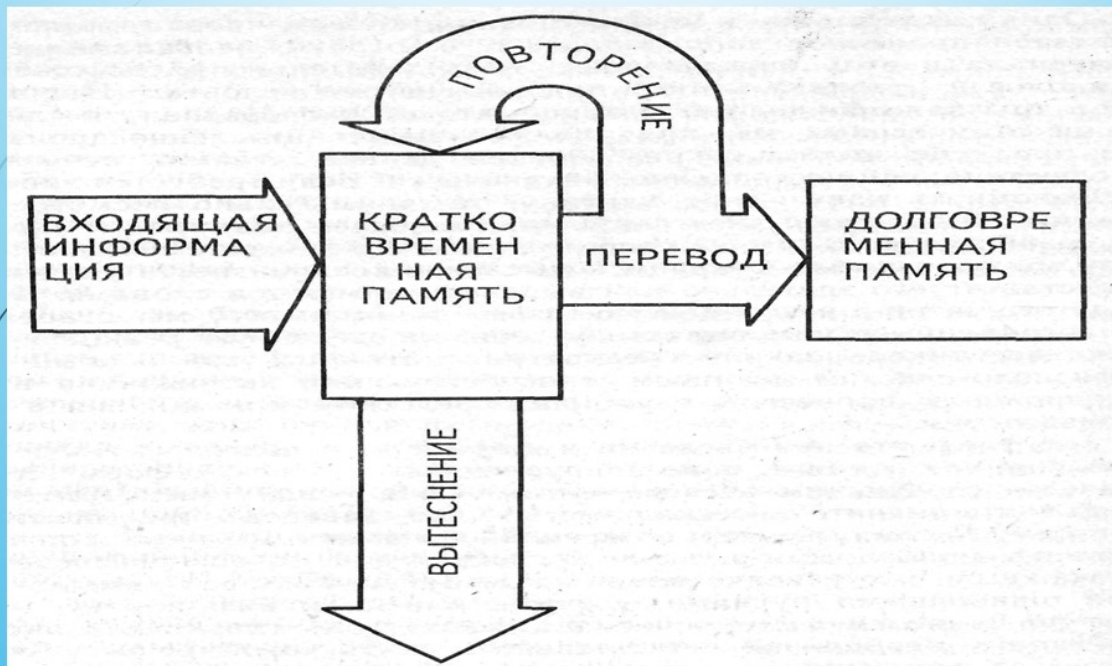 ПОВТОРЕНИЕ
ВХОДЯЩАЯ
ИНФОРМА
ЦИЯ
КРАТКО
ВРЕМЕН
НАЯ
ПАМЯТЬ.
ПЕРЕВОД
ДОЛГОВРЕ
МЕННАЯ
ПАМЯТЬ
ВЫТЕСНЕНИЕ